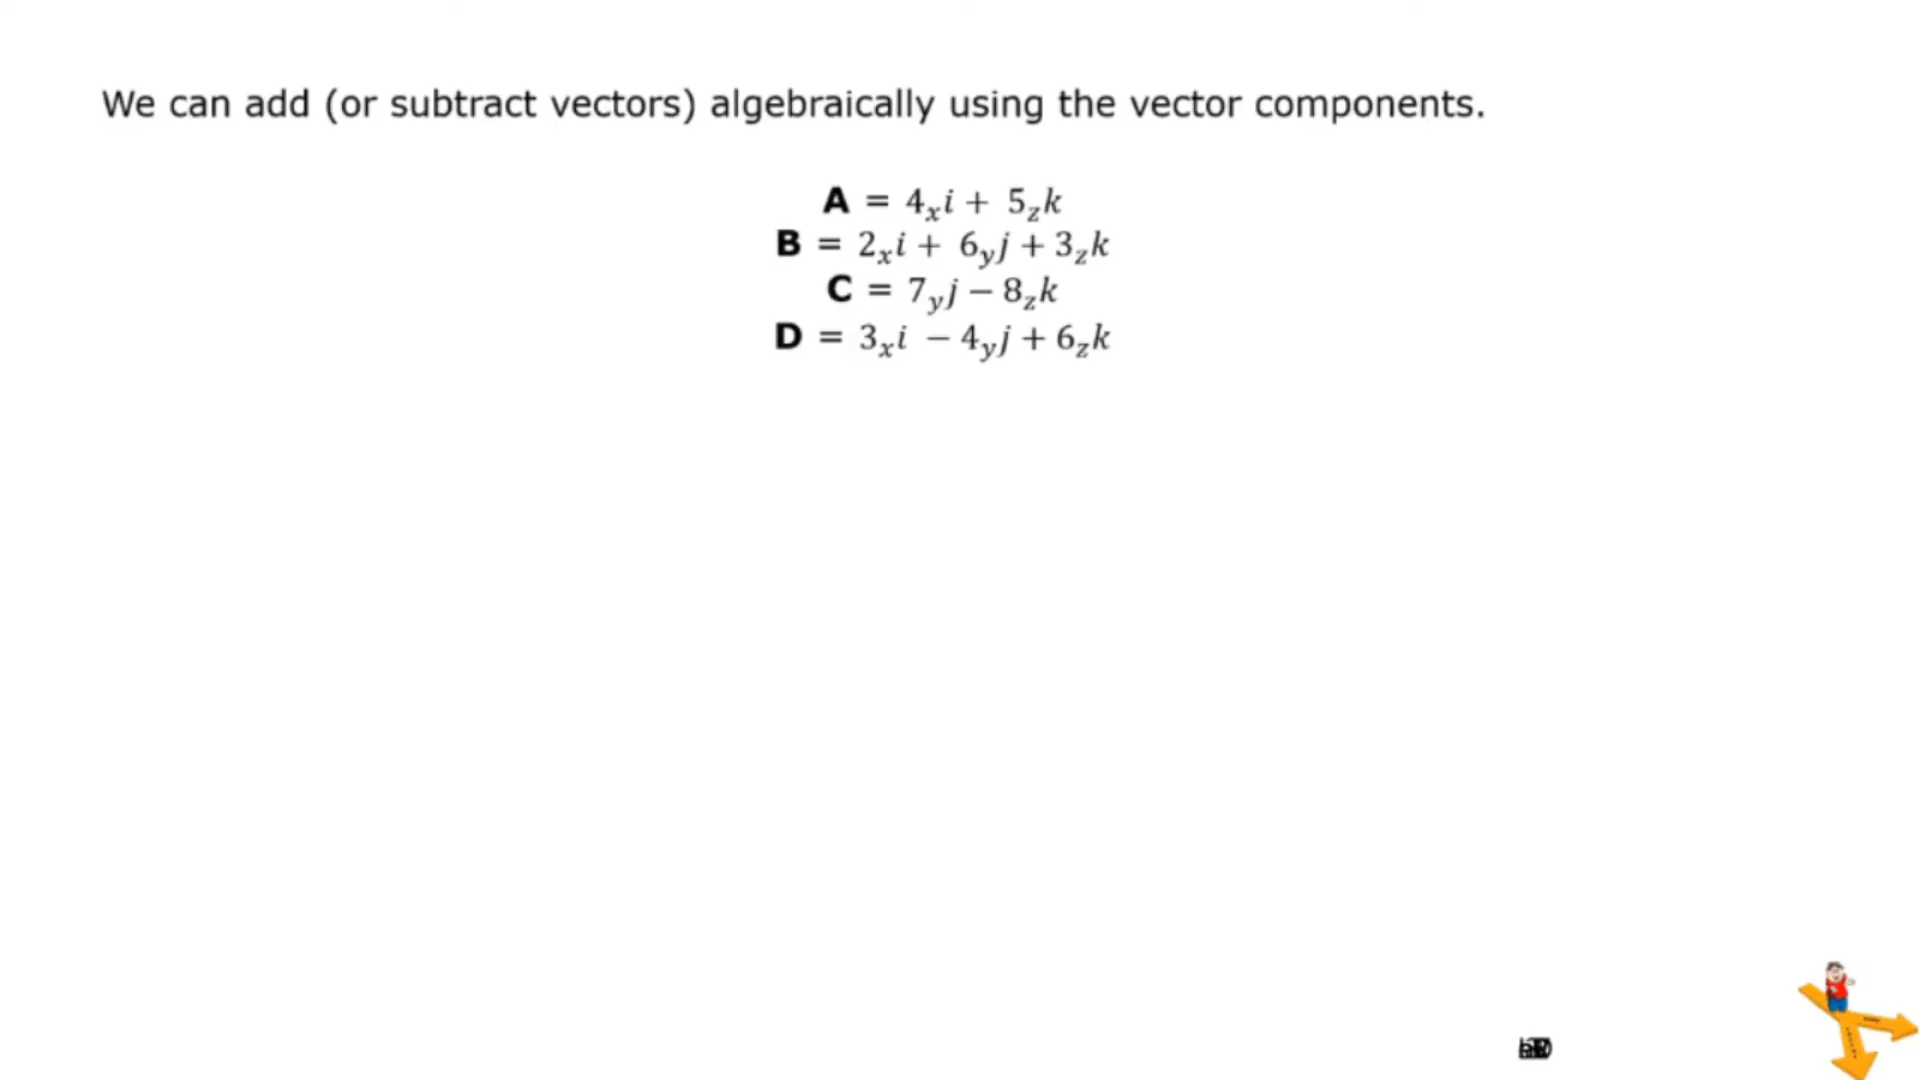 We can add (or subtract vectors) algebraically using the vector components.
A = 4ₓi + 5_zk
B = 2ₓi + 6_yj + 3_zk
C = 7_yj − 8_zk
D = 3ₓi − 4_yj + 6_zk